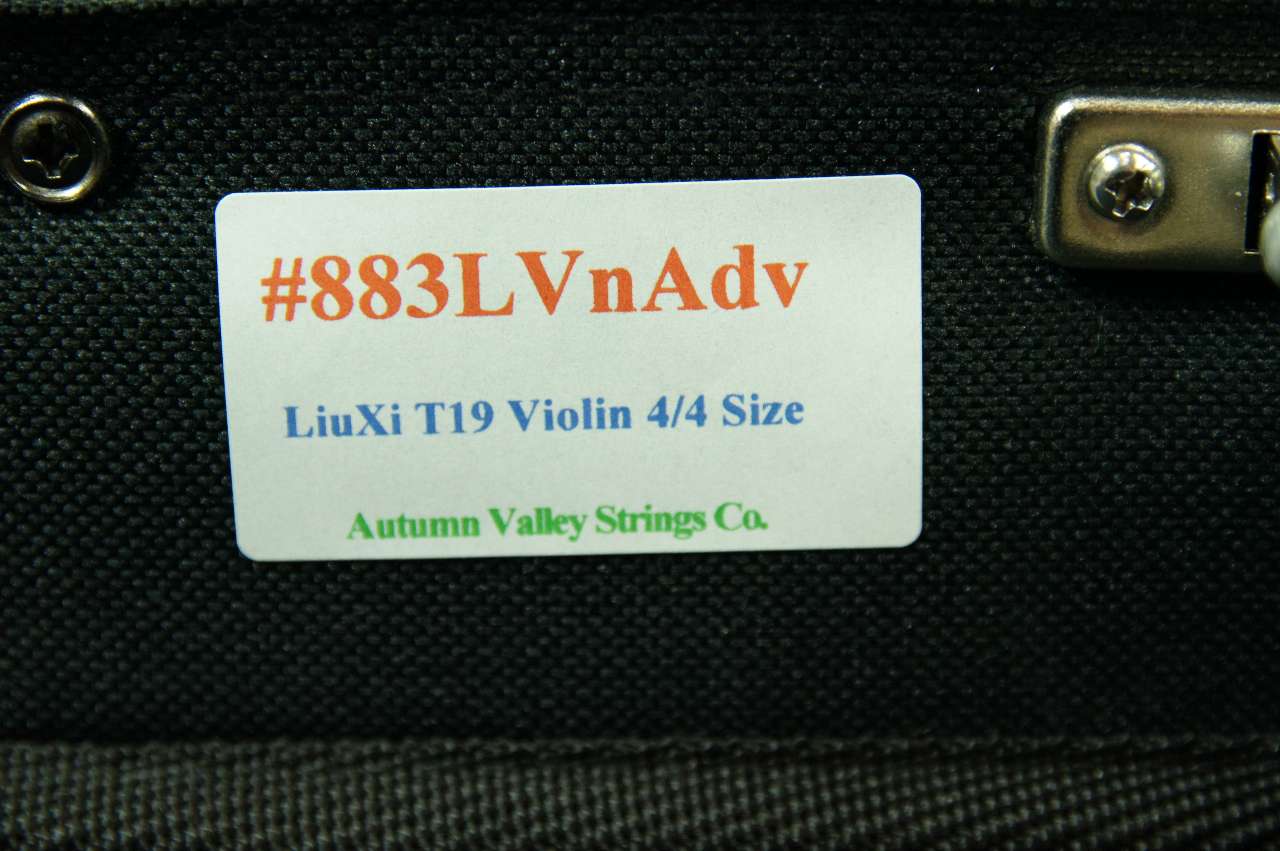 #883LVnAdv
LiuXi T19 Violin 4/4 Size
Autumn Valley Strings Co.